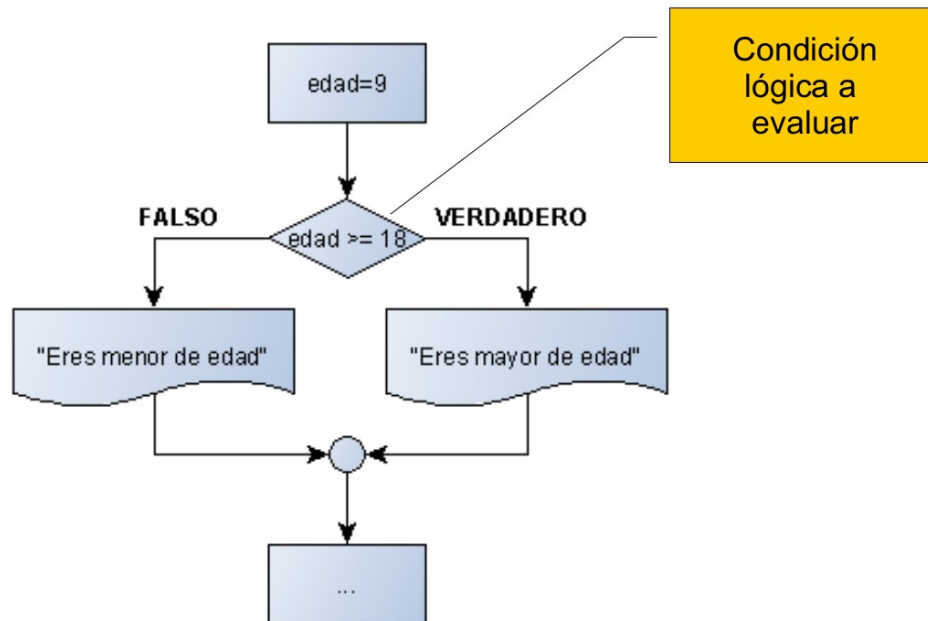 Condición
lógica a
evaluar
edad=9
FALSO
VERDADERO
edad >= 18
"Eres menor de edad"
"Eres mayor de edad"
...